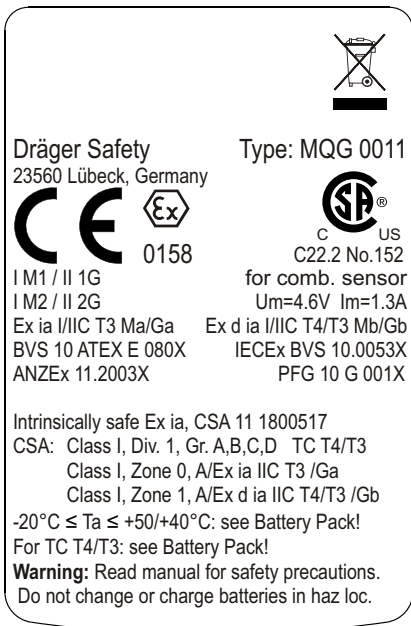 Dräger Safety Type: MQG 0011
23560 Lübeck, Germany
CE Ex 0158
CSA ®
C US
C22.2 No.152
I M1 / II 1G for comb. sensor
I M2 / II 2G Um=4.6V Im=1.3A
Ex ia I/IIC T3 Ma/Ga Ex d ia I/IIC T4/T3 Mb/Gb
BVS 10 ATEX E 080X IECEx BVS 10.0053X
ANZEx 11.2003X PFG 10 G 001X
Intrinsically safe Ex ia, CSA 11 1800517
CSA: Class I, Div. 1, Gr. A,B,C,D TC T4/T3
Class I, Zone 0, A/Ex ia IIC T3 /Ga
Class I, Zone 1, A/Ex d ia IIC T4/T3 /Gb
-20°C ≤ Ta ≤ +50/+40°C: see Battery Pack!
For TC T4/T3: see Battery Pack!
Warning: Read manual for safety precautions.
Do not change or charge batteries in haz loc.